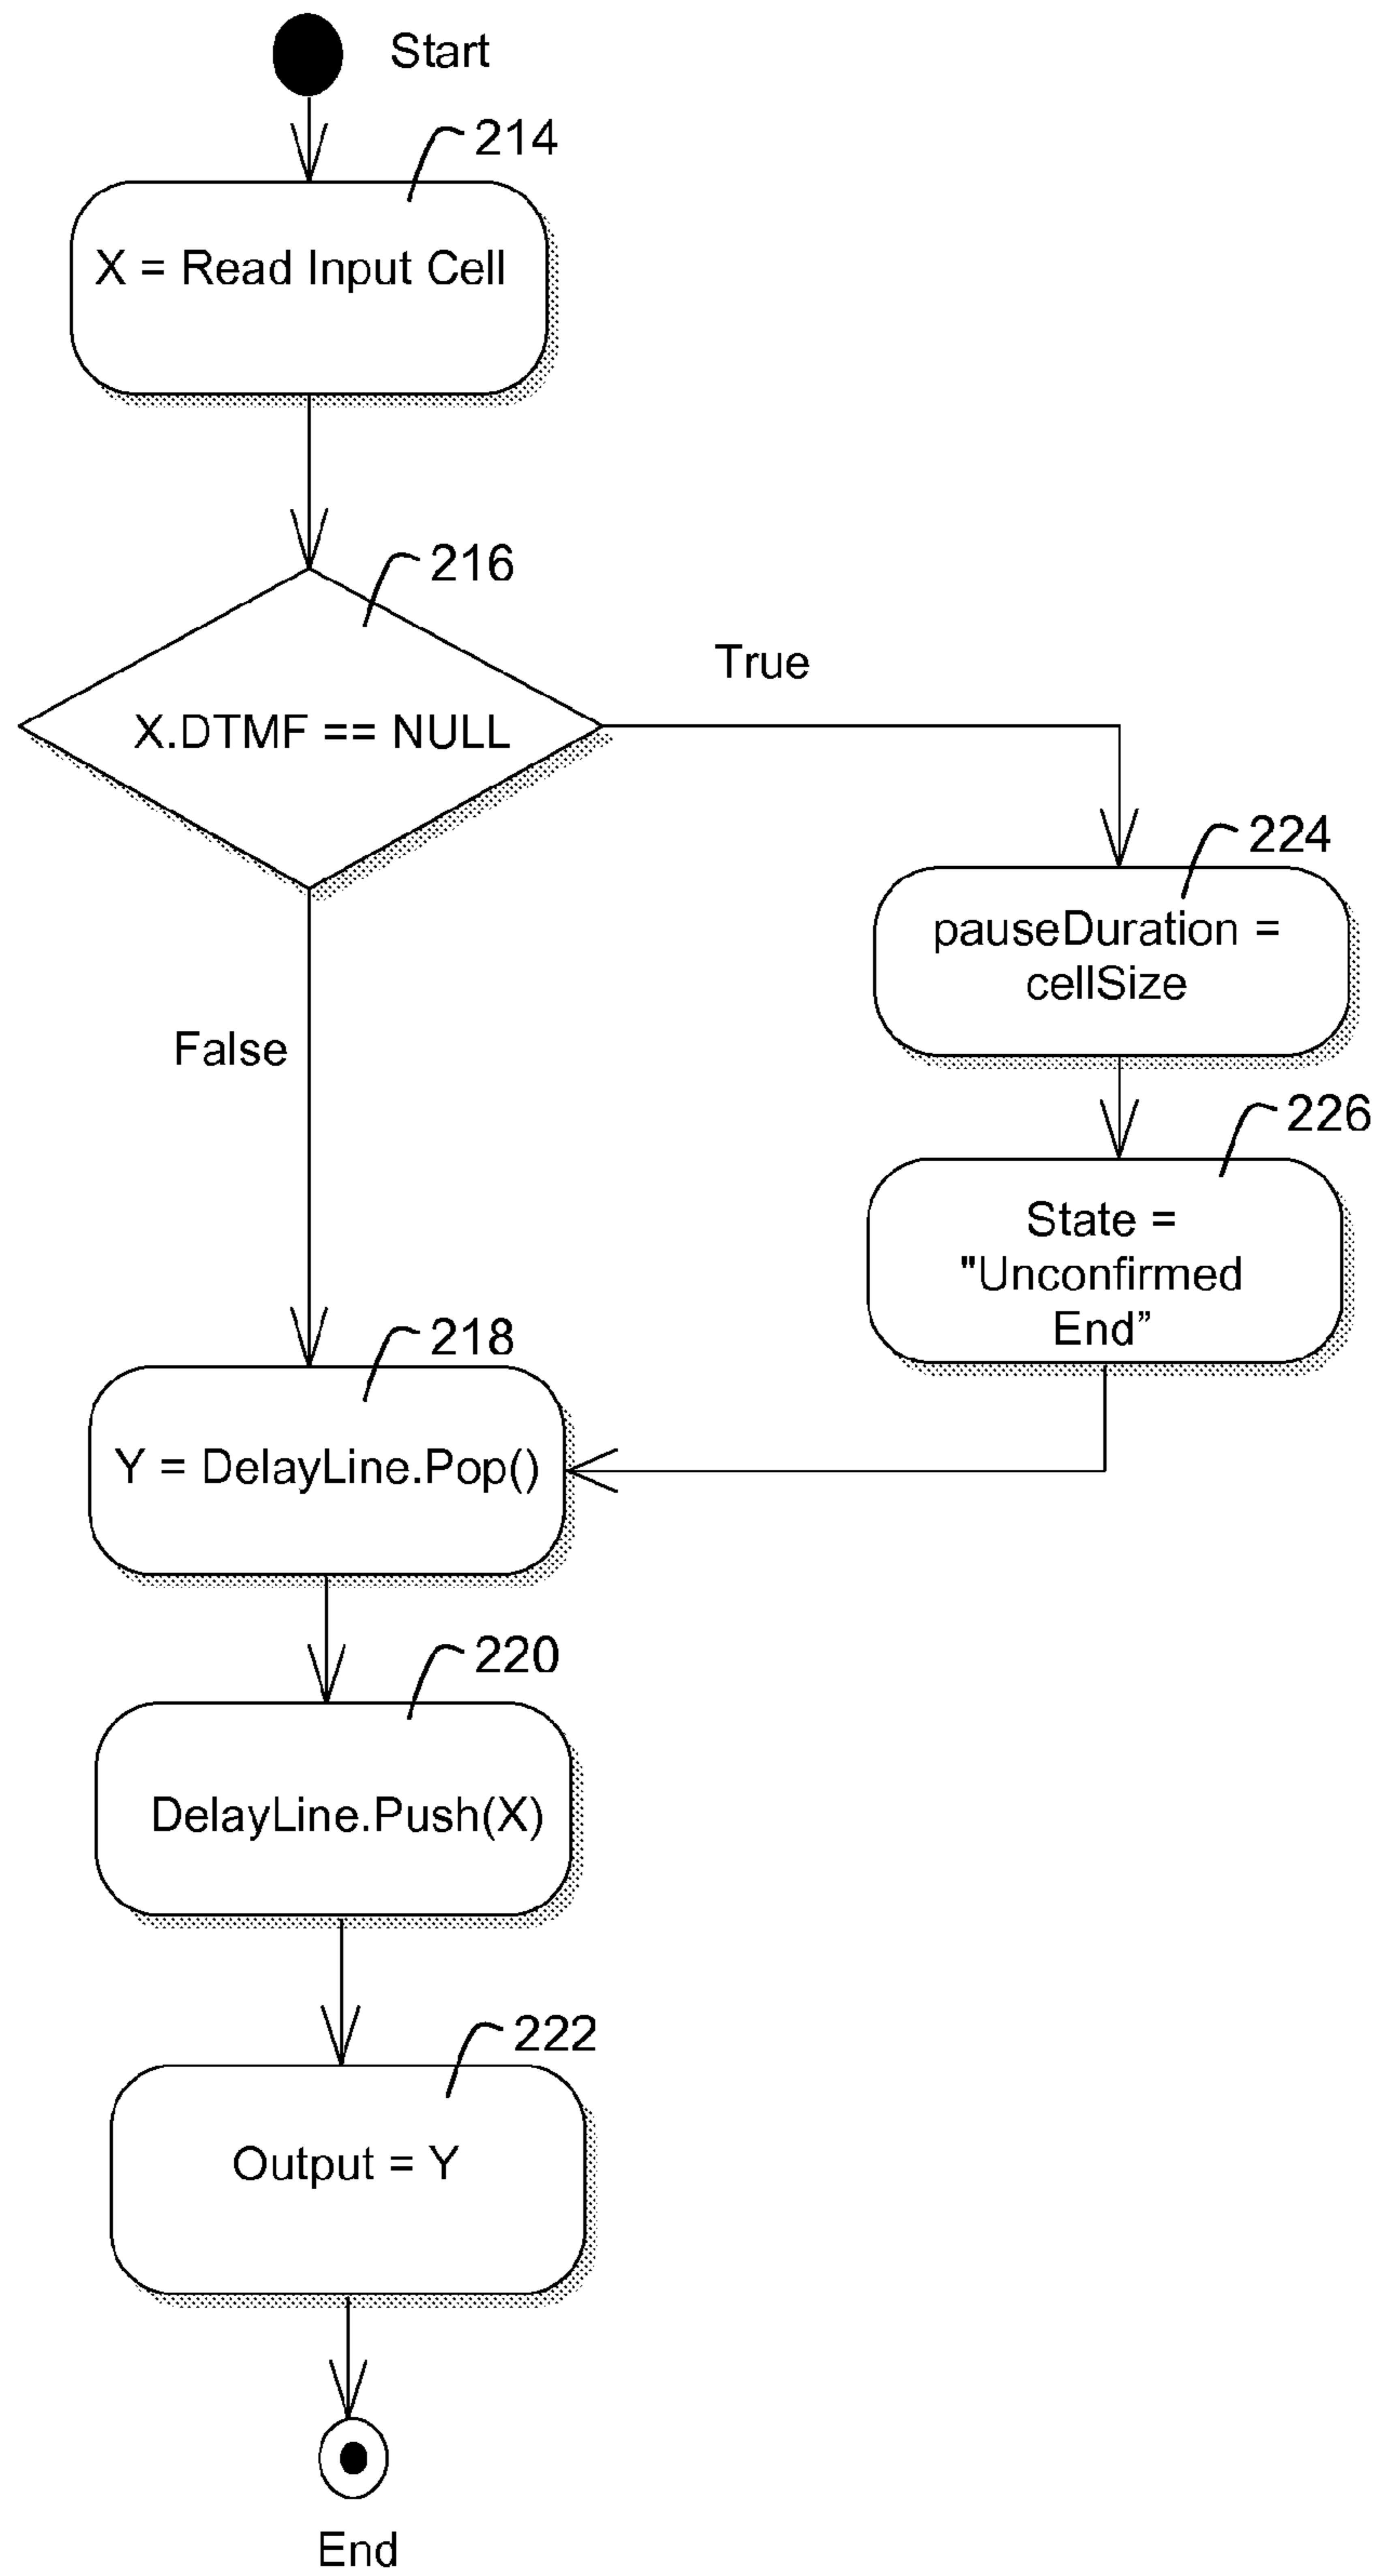 Start
214
X = Read Input Cell
216
X.DTMF == NULL
True
224
pauseDuration =
cellSize
False
226
State =
"Unconfirmed
End”
218
Y = DelayLine.Pop()
220
DelayLine.Push(X)
222
Output = Y
End